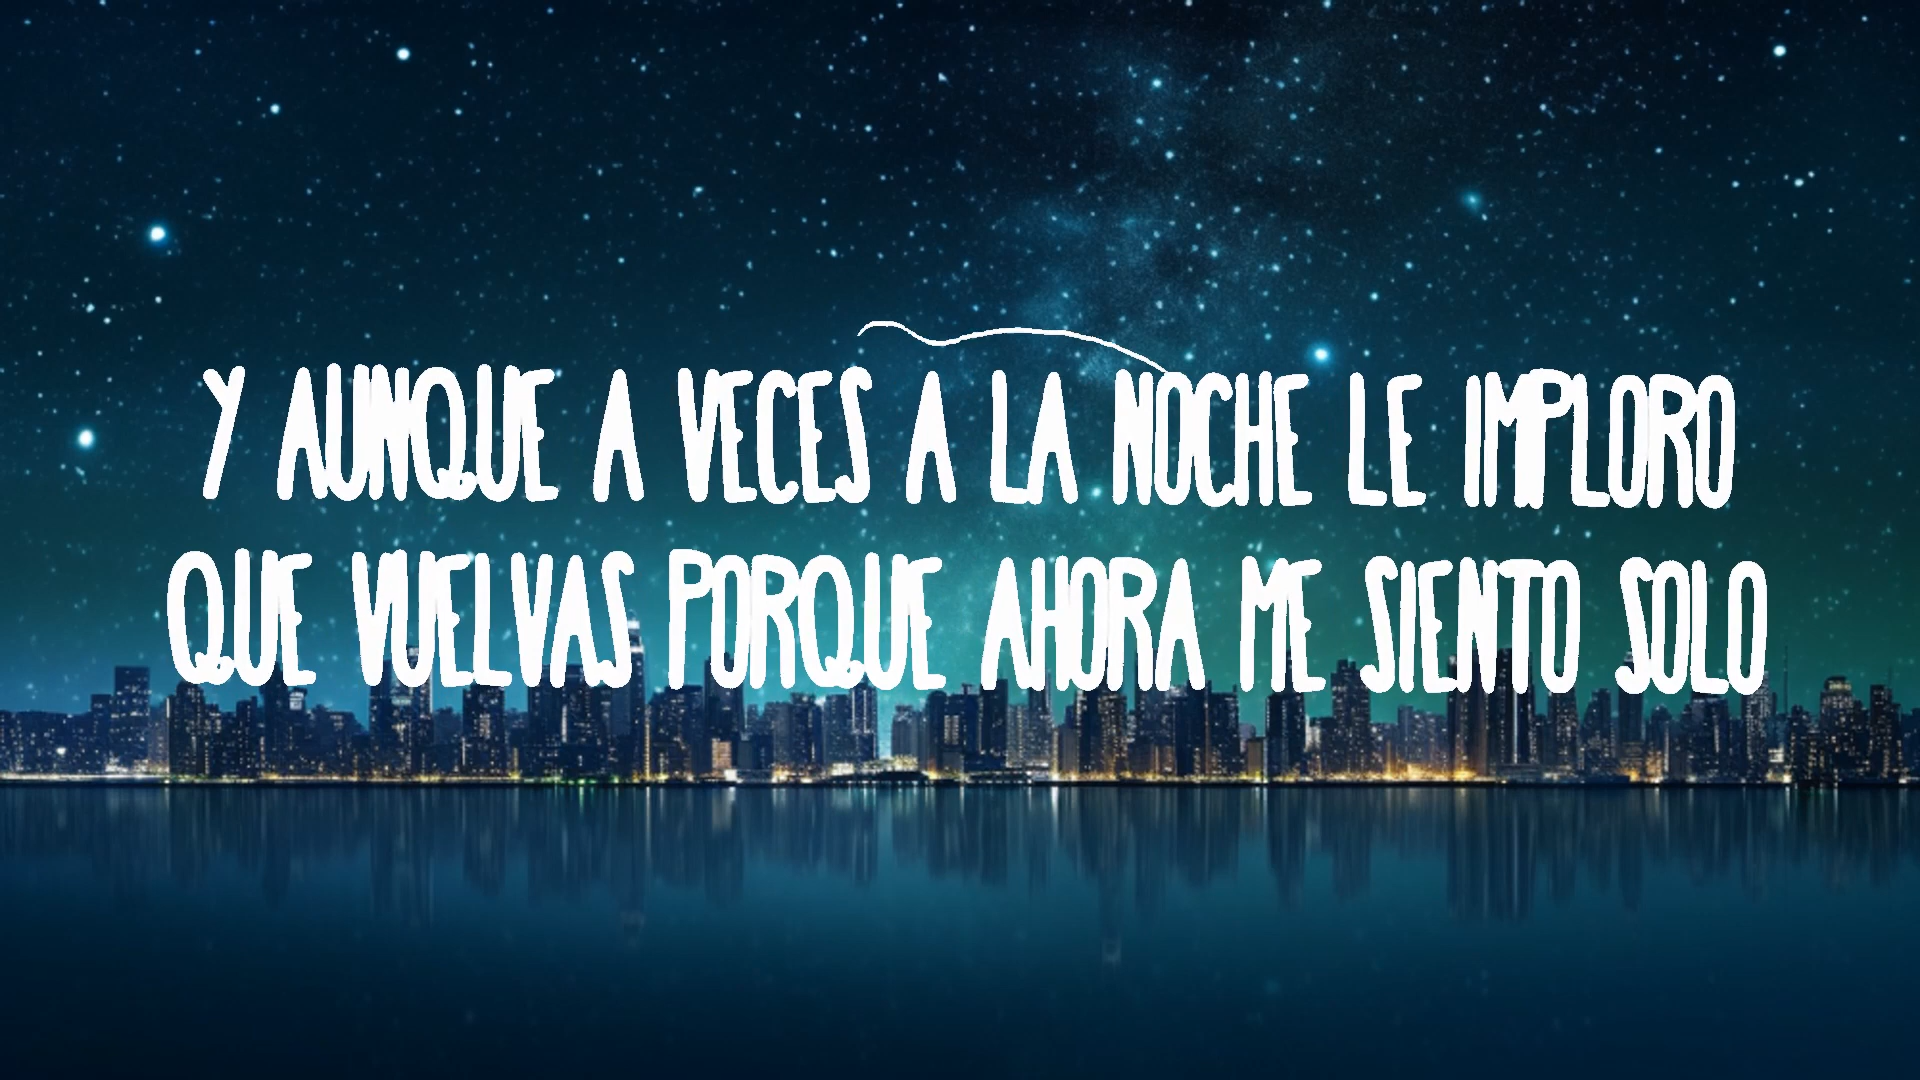 Y AUNQUE A VECES A LA NOCHE LE IMPLORO
QUE VUELVAS PORQUE AHORA ME SIENTO SOLO